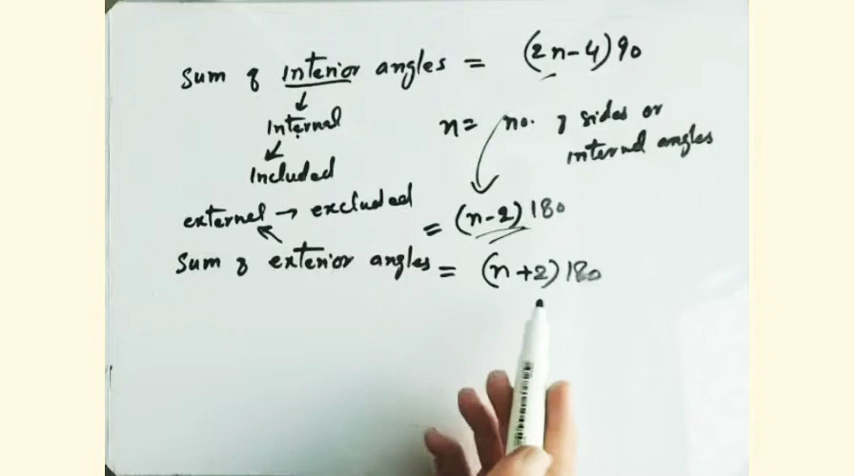 Sum of interior angles = (2n-4)90
Internal
n = no. of sides or
internal angles
Included
external → excluded
= (n-2)180
Sum of exterior angles = (n+2)180